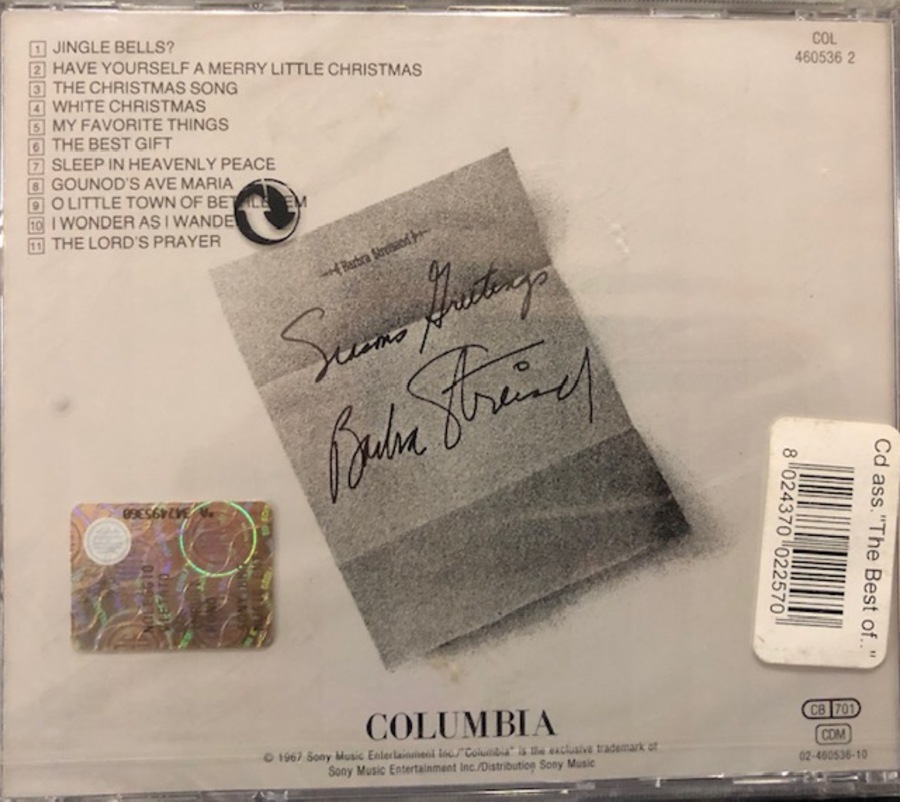 1 JINGLE BELLS?
2 HAVE YOURSELF A MERRY LITTLE CHRISTMAS
3 THE CHRISTMAS SONG
4 WHITE CHRISTMAS
5 MY FAVORITE THINGS
6 THE BEST GIFT
7 SLEEP IN HEAVENLY PEACE
8 GOUNOD'S AVE MARIA
9 O LITTLE TOWN OF BETHLEHEM
10 I WONDER AS I WANDE
11 THE LORD'S PRAYER
COL
460536 2
Barbra Streisand
Seasons Greetings
Barbra Streisand
Cd ass."The Best of.."
8 024370 022570
COLUMBIA
© 1967 Sony Music Entertainment Inc./"Columbia" is the exclusive trademark of
Sony Music Entertainment Inc./Distribution Sony Music
CB 701
CDM
02-460536-10